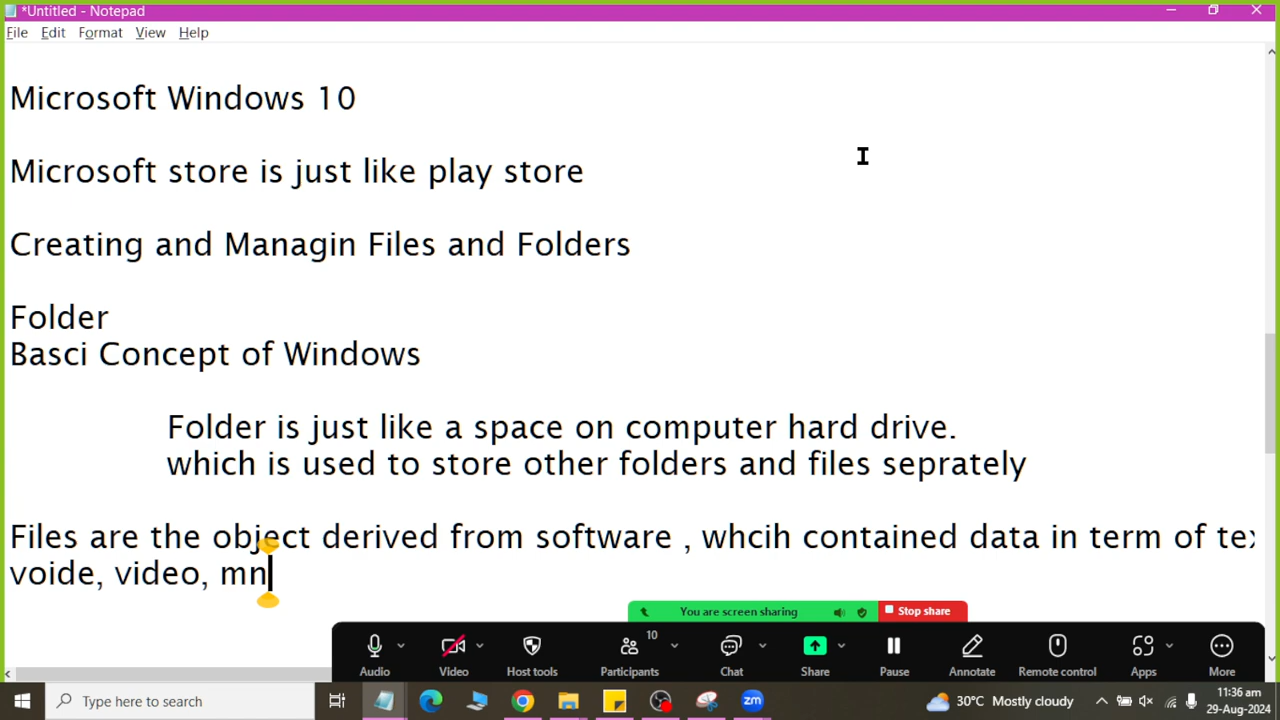 *Untitled - Notepad
File Edit Format View Help
Microsoft Windows 10
Microsoft store is just like play store
Creating and Managin Files and Folders
Folder
Basci Concept of Windows
Folder is just like a space on computer hard drive.
which is used to store other folders and files seprately
Files are the object derived from software , whcih contained data in term of tex
voide, video, mn
You are screen sharing Stop share
10
Audio Video Host tools Participants Chat Share Pause Annotate Remote control Apps More
Type here to search zm 30°C Mostly cloudy 11:36 am
29-Aug-2024